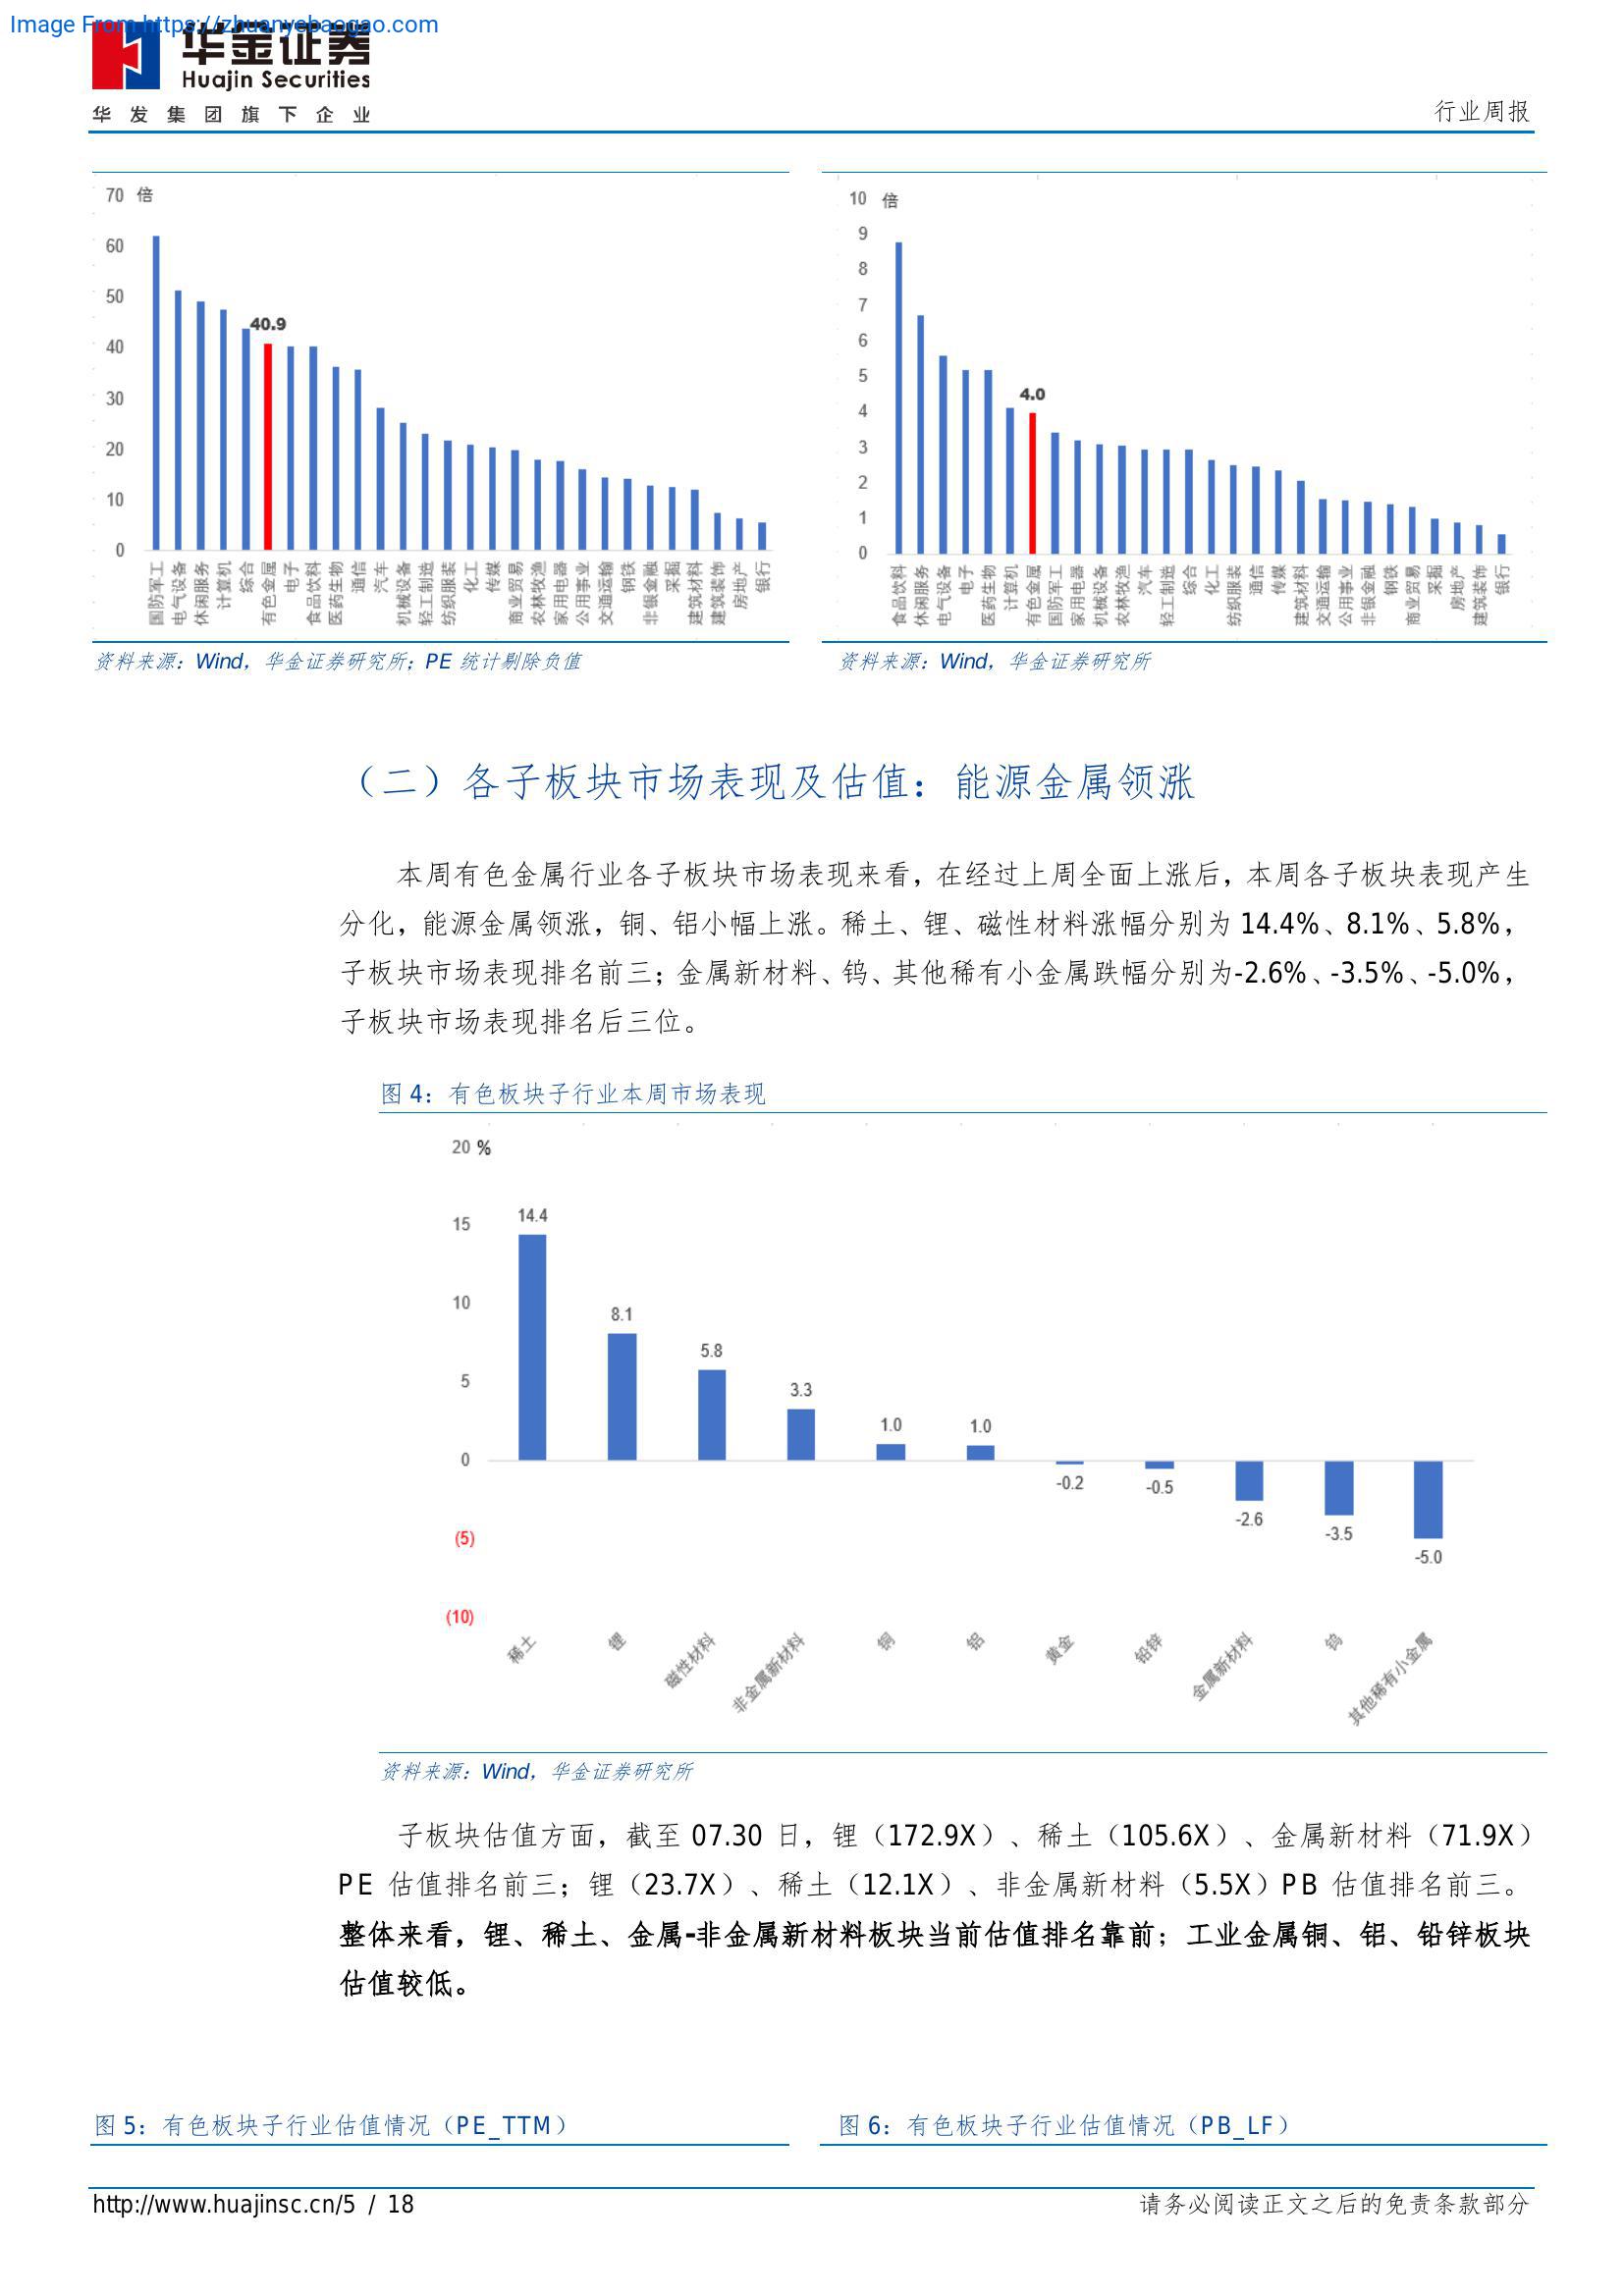 Image From https://zhuanyebaogao.com
华金证券
Huajin Securities
华发集团旗下企业
行业周报
70 倍
60
50
40.9
40
30
20
10
0
国防军工 电气设备 休闲服务 计算机 综合 有色金属 电子 食品饮料 医药生物 通信 汽车 机械设备 轻工制造 纺织服装 化工 传媒 商业贸易 农林牧渔 家用电器 公用事业 交通运输 钢铁 非银金融 采掘 建筑材料 建筑装饰 房地产 银行
资料来源：Wind，华金证券研究所；PE 统计剔除负值
10 倍
9
8
7
6
5
4.0
4
3
2
1
0
食品饮料 休闲服务 电气设备 电子 医药生物 计算机 有色金属 国防军工 家用电器 机械设备 农林牧渔 汽车 轻工制造 综合 化工 纺织服装 通信 传媒 建筑材料 交通运输 公用事业 非银金融 钢铁 商业贸易 采掘 房地产 建筑装饰 银行
资料来源：Wind，华金证券研究所
（二）各子板块市场表现及估值：能源金属领涨
本周有色金属行业各子板块市场表现来看，在经过上周全面上涨后，本周各子板块表现产生
分化，能源金属领涨，铜、铝小幅上涨。稀土、锂、磁性材料涨幅分别为 14.4%、8.1%、5.8%，
子板块市场表现排名前三；金属新材料、钨、其他稀有小金属跌幅分别为-2.6%、-3.5%、-5.0%，
子板块市场表现排名后三位。
图 4：有色板块子行业本周市场表现
20 %
15
10
5
0
(5)
(10)
14.4
8.1
5.8
3.3
1.0
1.0
-0.2
-0.5
-2.6
-3.5
-5.0
稀土 锂 磁性材料 非金属新材料 铜 铝 黄金 铅锌 金属新材料 钨 其他稀有小金属
资料来源：Wind，华金证券研究所
子板块估值方面，截至 07.30 日，锂（172.9X）、稀土（105.6X）、金属新材料（71.9X）
PE 估值排名前三；锂（23.7X）、稀土（12.1X）、非金属新材料（5.5X）PB 估值排名前三。
整体来看，锂、稀土、金属-非金属新材料板块当前估值排名靠前；工业金属铜、铝、铅锌板块
估值较低。
图 5：有色板块子行业估值情况（PE_TTM）
图 6：有色板块子行业估值情况（PB_LF）
http://www.huajinsc.cn/5 / 18
请务必阅读正文之后的免责条款部分